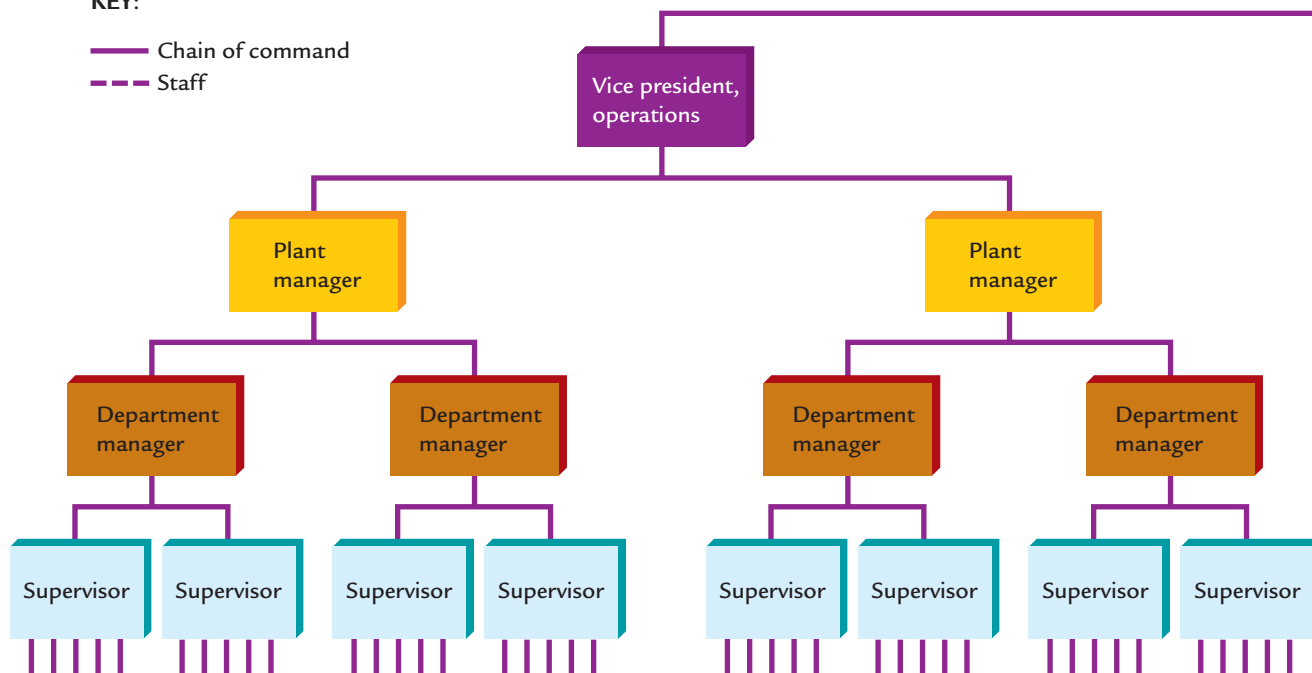 KEY:
Chain of command
Staff
Vice president,
operations
Plant
manager
Plant
manager
Department
manager
Department
manager
Department
manager
Department
manager
Supervisor
Supervisor
Supervisor
Supervisor
Supervisor
Supervisor
Supervisor
Supervisor